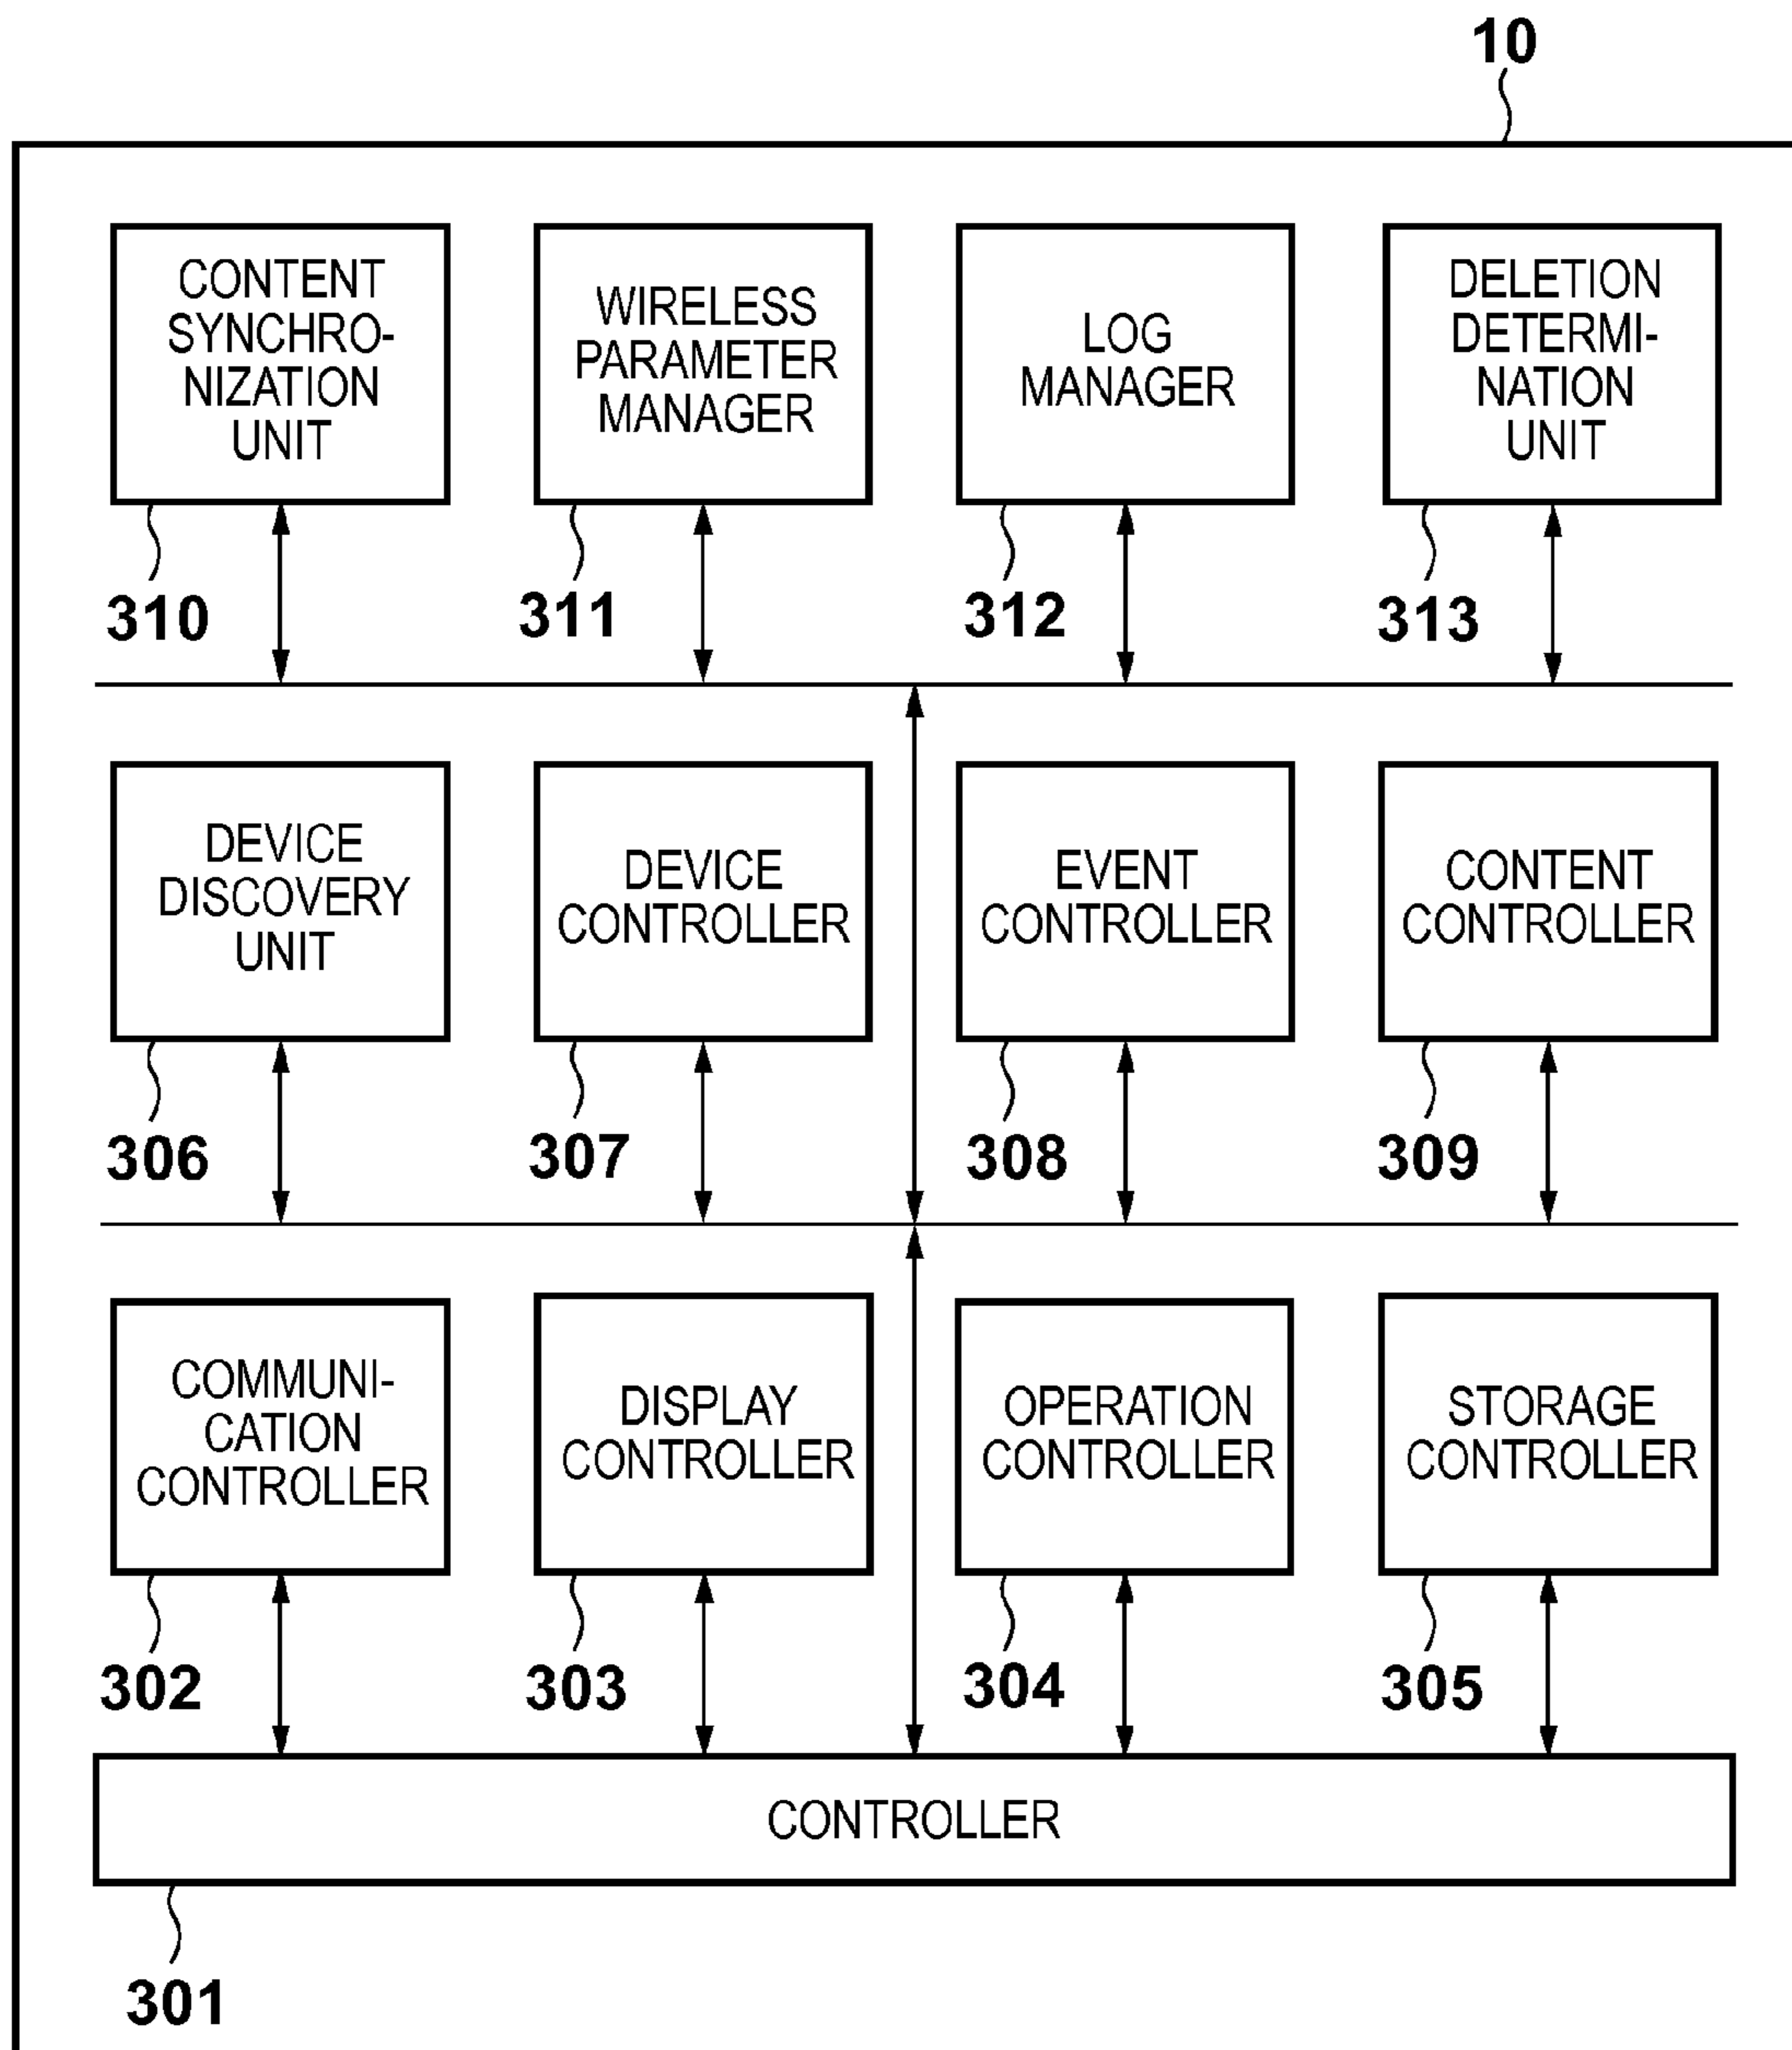 10
CONTENT
SYNCHRO-
NIZATION
UNIT
WIRELESS
PARAMETER
MANAGER
LOG
MANAGER
DELETION
DETERMI-
NATION
UNIT
310
311
312
313
DEVICE
DISCOVERY
UNIT
DEVICE
CONTROLLER
EVENT
CONTROLLER
CONTENT
CONTROLLER
306
307
308
309
COMMUNI-
CATION
CONTROLLER
DISPLAY
CONTROLLER
OPERATION
CONTROLLER
STORAGE
CONTROLLER
302
303
304
305
CONTROLLER
301